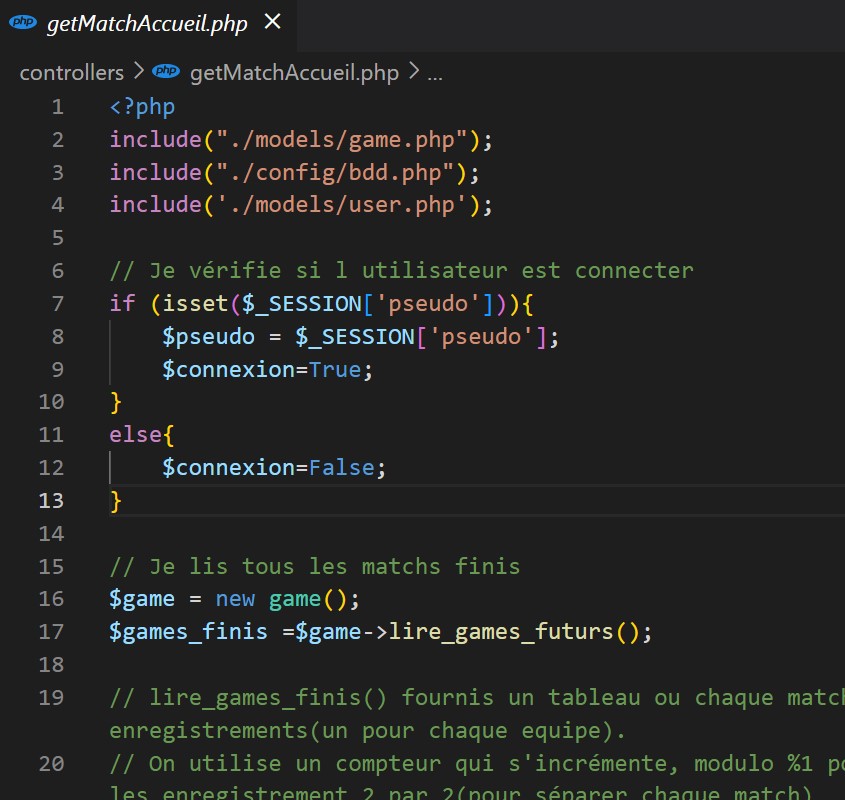 php getMatchAccueil.php ×
controllers > php getMatchAccueil.php > ...
1 <?php
2 include("./models/game.php");
3 include("./config/bdd.php");
4 include('./models/user.php');
5
6 // Je vérifie si l utilisateur est connecter
7 if (isset($_SESSION['pseudo'])){
8 $pseudo = $_SESSION['pseudo'];
9 $connexion=True;
10 }
11 else{
12 $connexion=False;
13 }
14
15 // Je lis tous les matchs finis
16 $game = new game();
17 $games_finis =$game->lire_games_futurs();
18
19 // lire_games_finis() fournis un tableau ou chaque match
enregistrements(un pour chaque equipe).
20 // On utilise un compteur qui s'incrémente, modulo %1 po
les enregistrement 2 par 2(pour séparer chaque match)